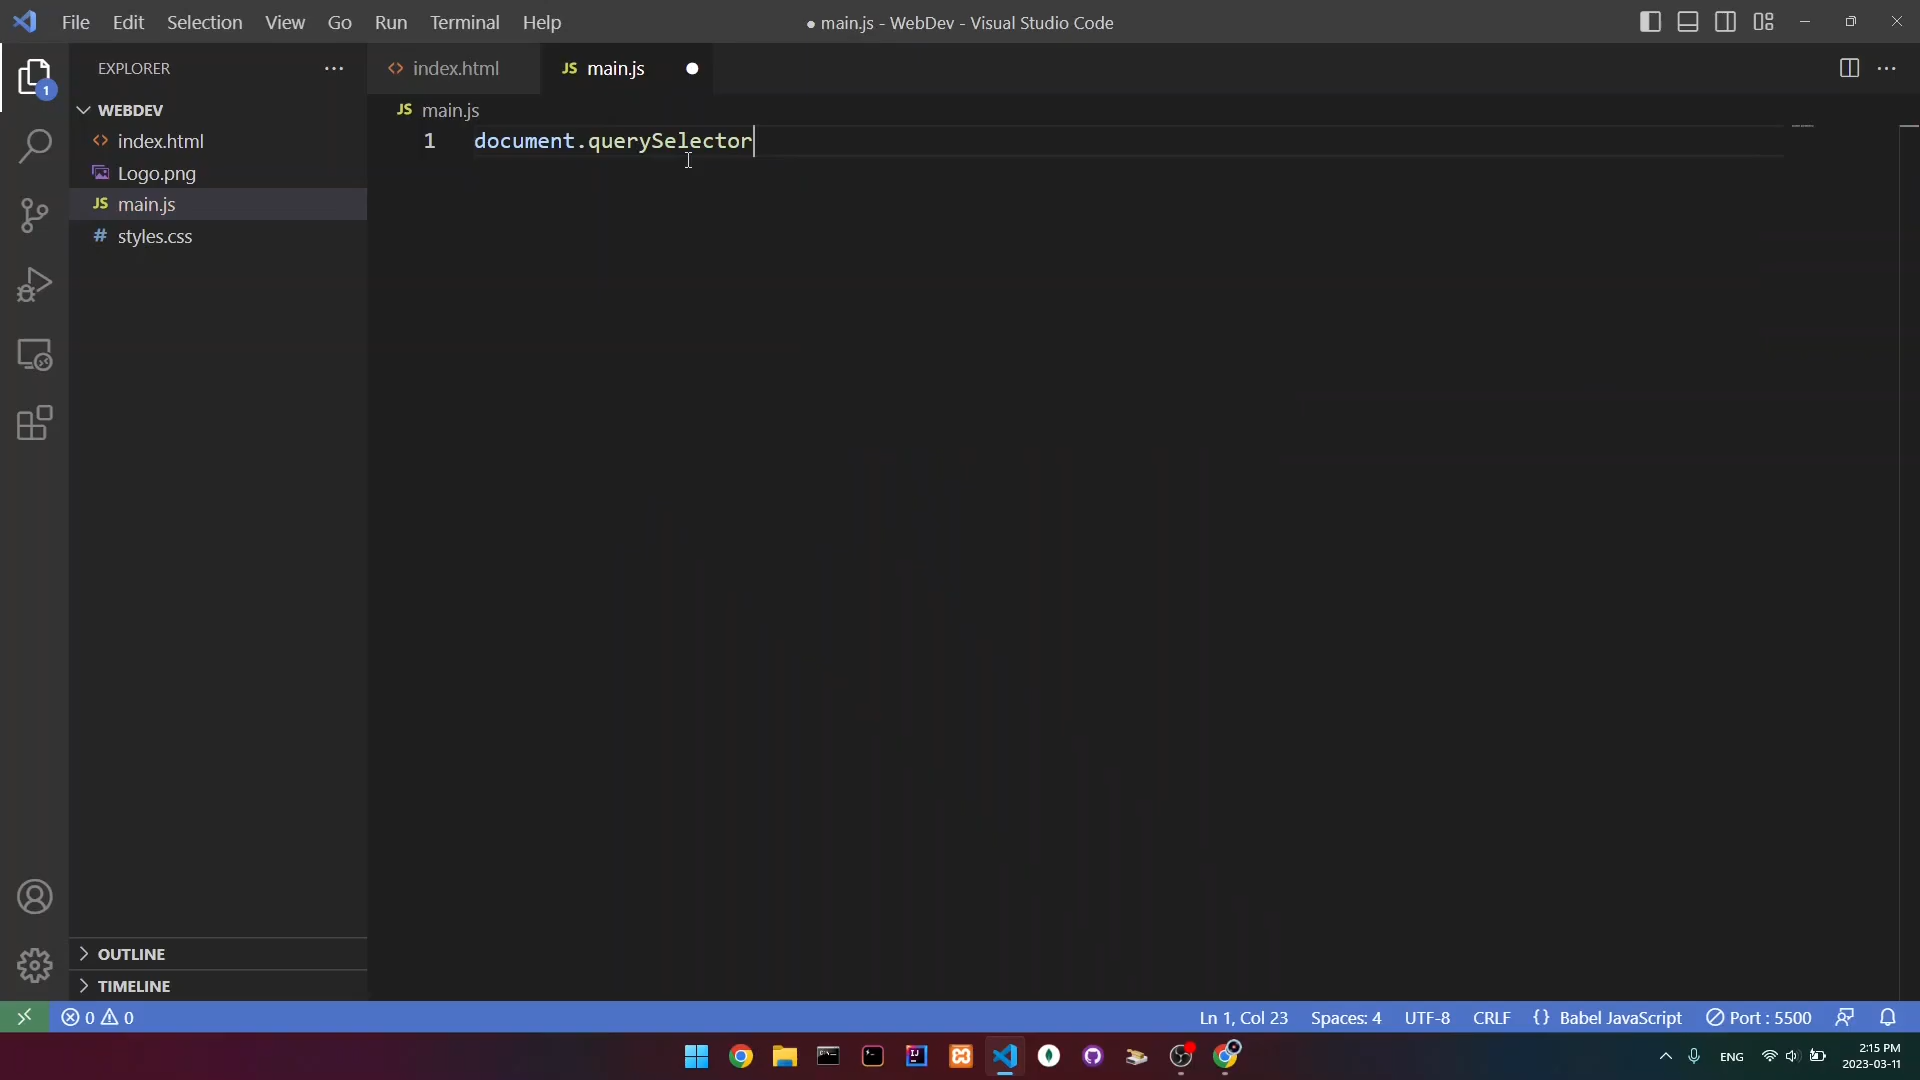 File Edit Selection View Go Run Terminal Help
● main.js - WebDev - Visual Studio Code
EXPLORER
index.html
JS main.js
1
WEBDEV
JS main.js
index.html
1 document.querySelector
Logo.png
JS main.js
# styles.css
OUTLINE
TIMELINE
0 0
Ln 1, Col 23 Spaces: 4 UTF-8 CRLF {} Babel JavaScript Port : 5500
ENG
2:15 PM
2023-03-11